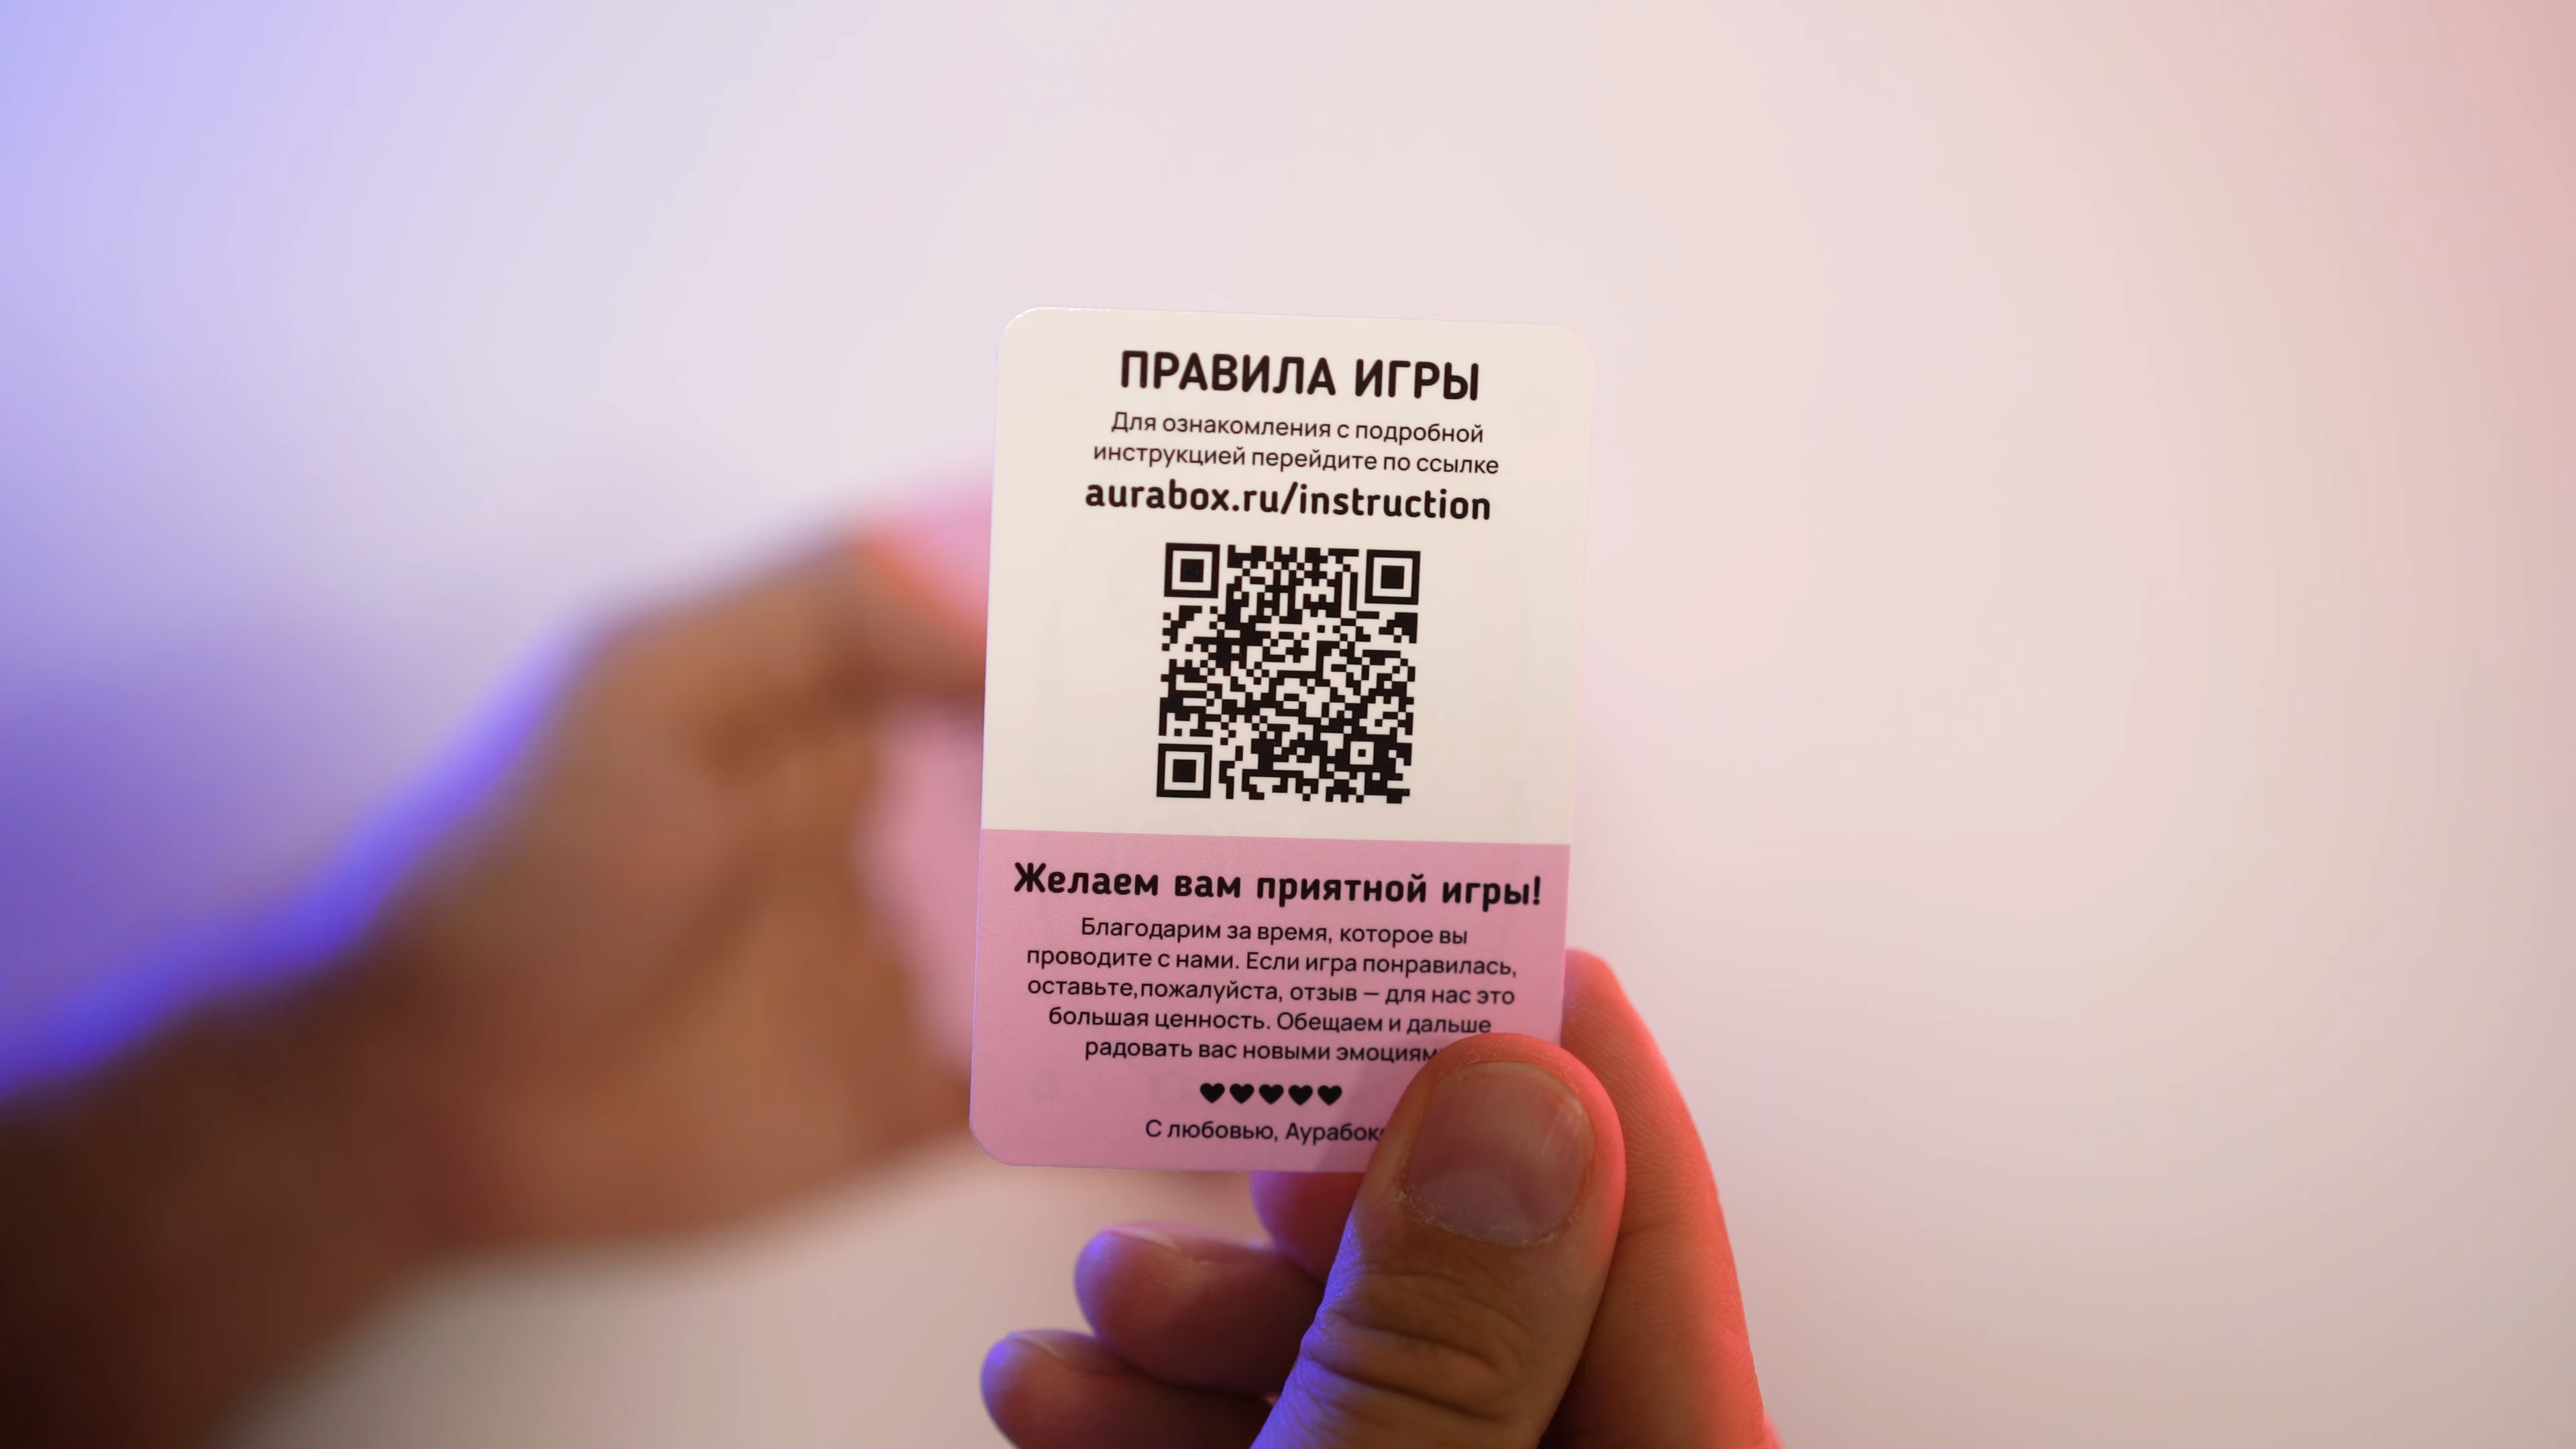 ПРАВИЛА ИГРЫ
Для ознакомления с подробной
инструкцией перейдите по ссылке
aurabox.ru/instruction
Желаем вам приятной игры!
Благодарим за время, которое вы
проводите с нами. Если игра понравилась,
оставьте,пожалуйста, отзыв — для нас это
большая ценность. Обещаем и дальше
радовать вас новыми
С любовью,